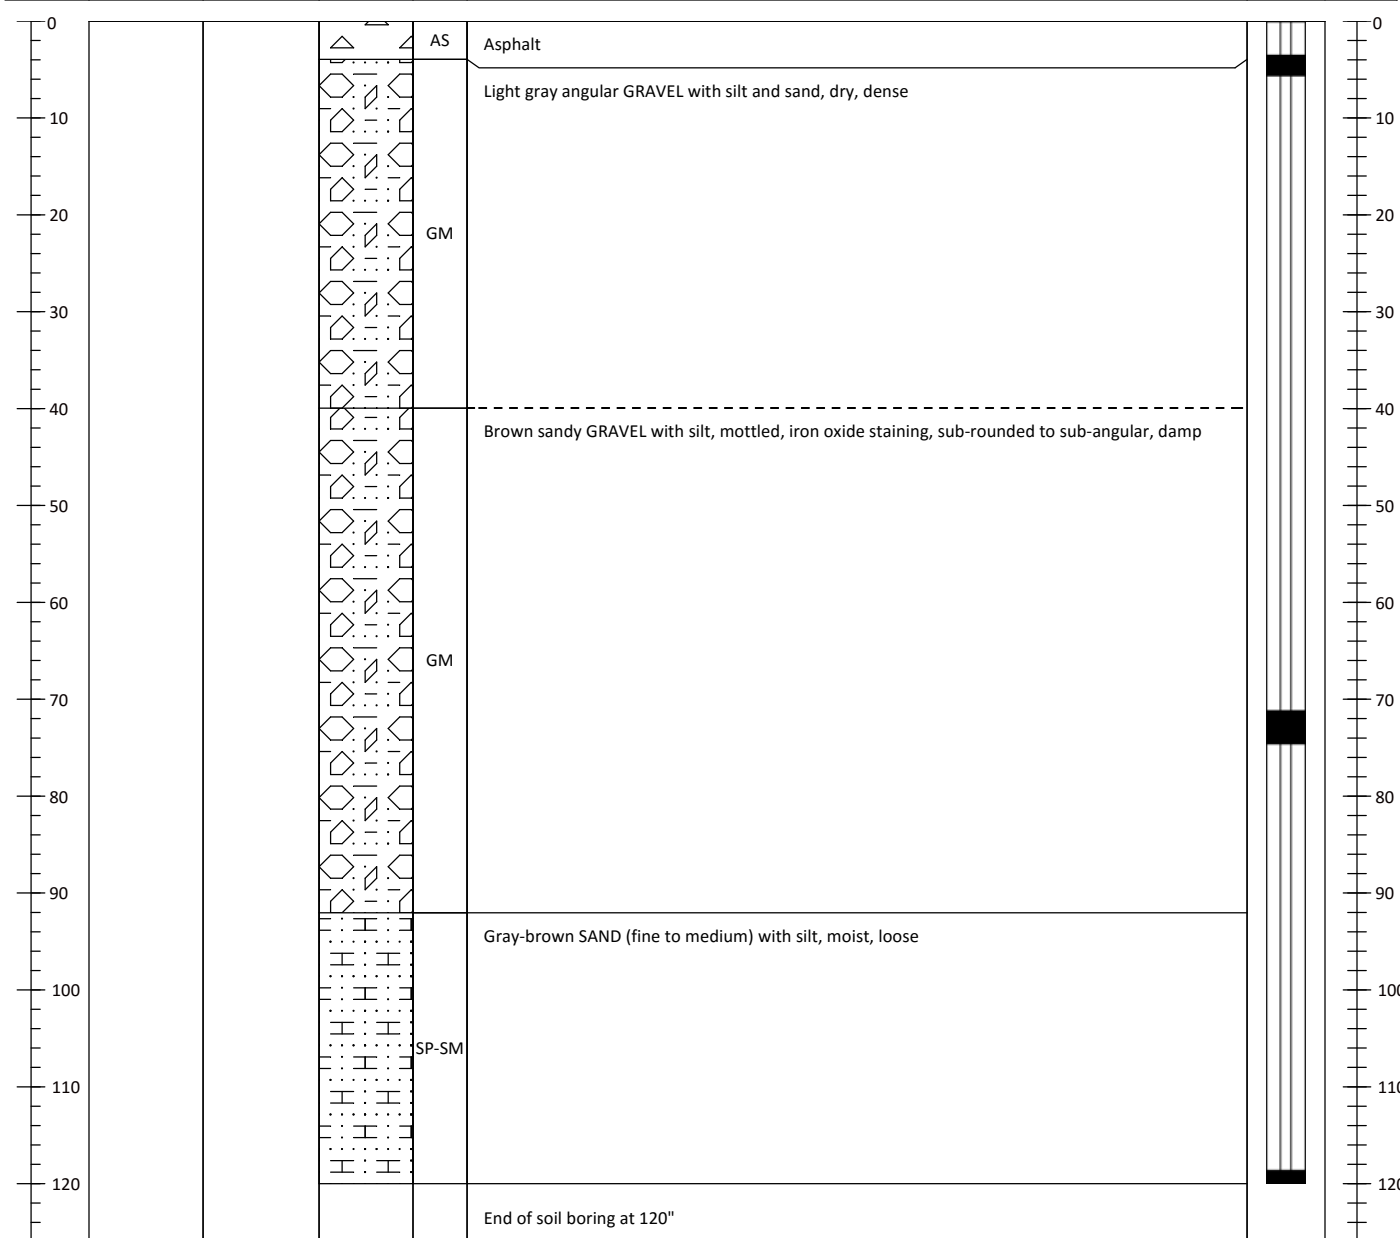 0
0
AS
Asphalt
Light gray angular GRAVEL with silt and sand, dry, dense
10
10
20
20
GM
30
30
40
40
Brown sandy GRAVEL with silt, mottled, iron oxide staining, sub-rounded to sub-angular, damp
50
50
60
60
GM
70
70
80
80
90
90
Gray-brown SAND (fine to medium) with silt, moist, loose
100
100
SP-SM
110
110
120
120
End of soil boring at 120"